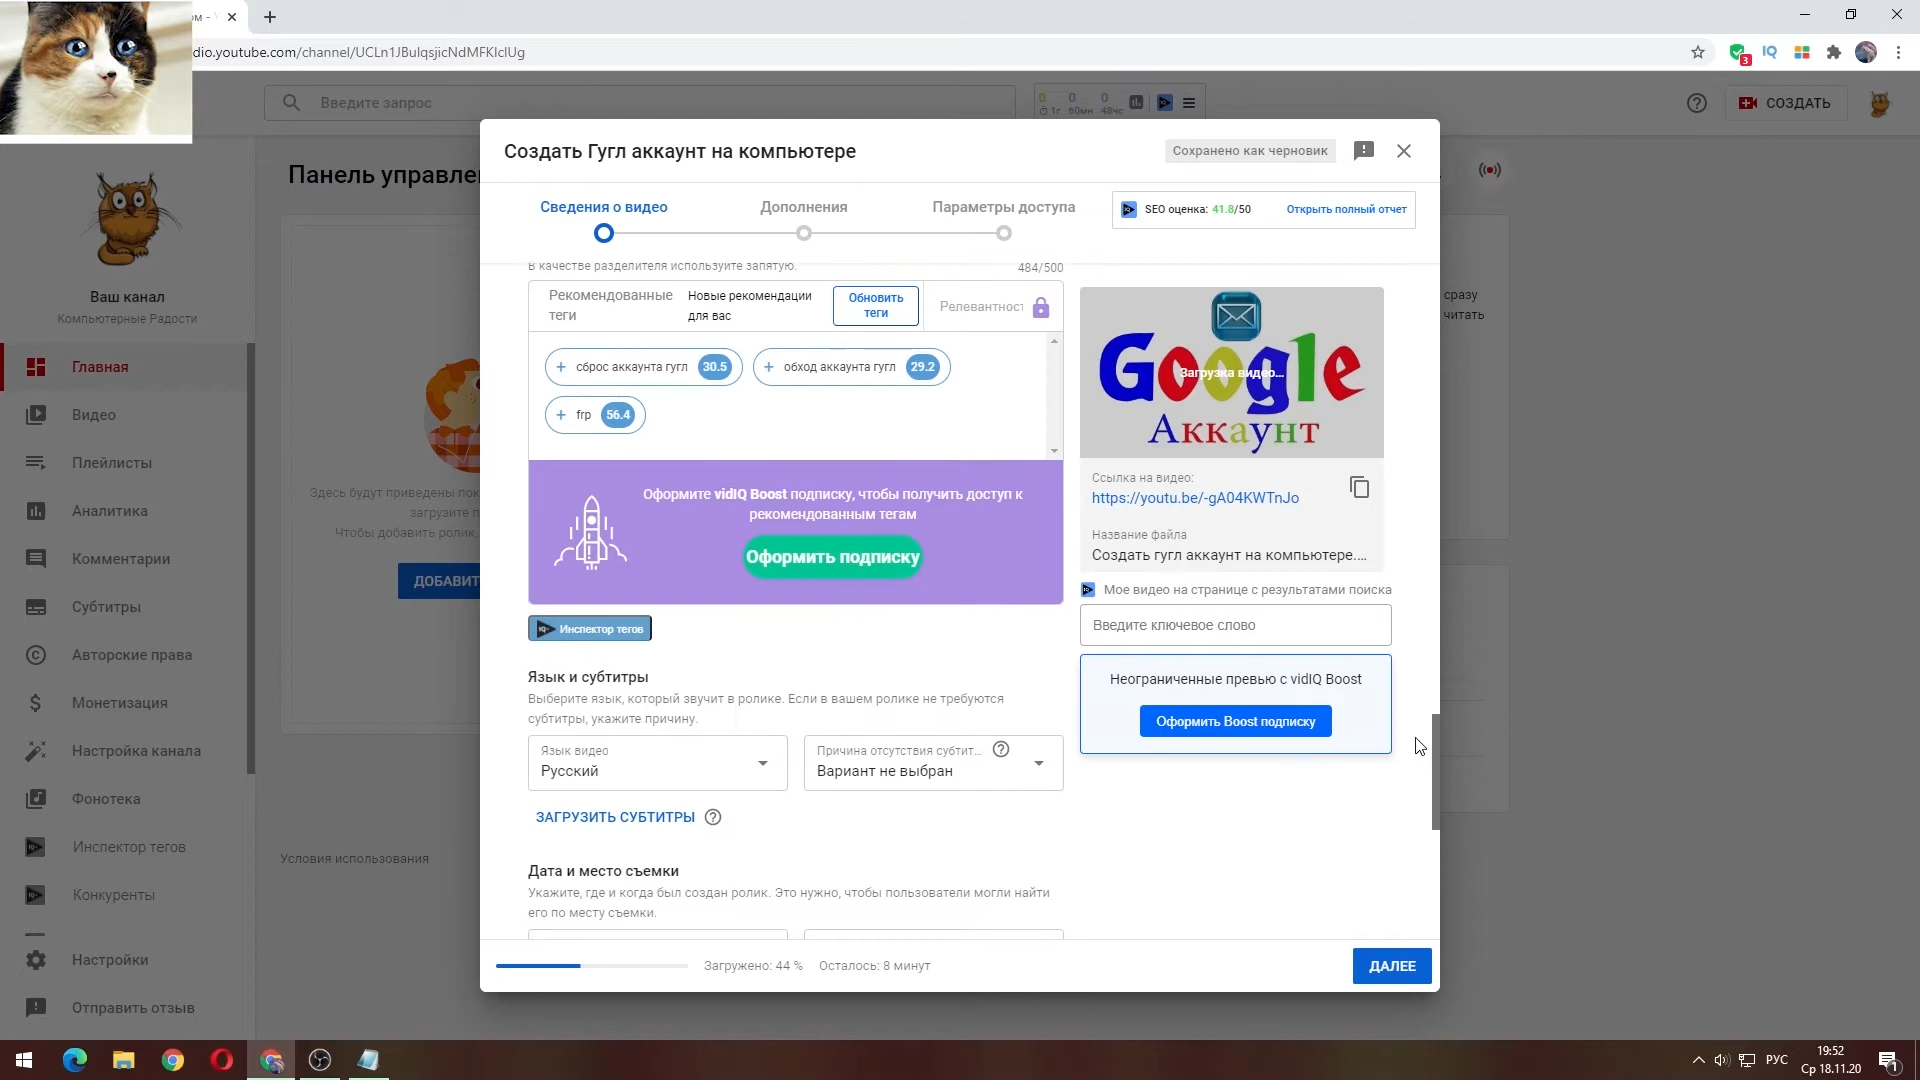 ом - Y
dio.youtube.com/channel/UCLn1JBulqsjicNdMFKIclUg
3
IQ
Введите запрос
0 0 0
1г 60мн 48чс
СОЗДАТЬ
Панель управле
Создать Гугл аккаунт на компьютере
Сохранено как черновик
Сведения о видео
Дополнения
Параметры доступа
SEO оценка: 41.8/50
Открыть полный отчет
В качестве разделителя используйте запятую.
484/500
Рекомендованные теги
Новые рекомендации для вас
Обновить теги
Релевантност
+ сброс аккаунта гугл 30.5
+ обход аккаунта гугл 29.2
+ frp 56.4
Оформите vidIQ Boost подписку, чтобы получить доступ к
рекомендованным тегам
Оформить подписку
Инспектор тегов
Язык и субтитры
Выберите язык, который звучит в ролике. Если в вашем ролике не требуются
субтитры, укажите причину.
Язык видео
Русский
Причина отсутствия субтит...
Вариант не выбран
ЗАГРУЗИТЬ СУБТИТРЫ
Дата и место съемки
Укажите, где и когда был создан ролик. Это нужно, чтобы пользователи могли найти
его по месту съемки.
Google
Загрузка видео...
Аккаунт
Ссылка на видео:
https://youtu.be/-gA04KWTnJo
Название файла
Создать гугл аккаунт на компьютере....
Мое видео на странице с результатами поиска
Введите ключевое слово
Неограниченные превью с vidIQ Boost
Оформить Boost подписку
Загружено: 44 %
Осталось: 8 минут
ДАЛЕЕ
Ваш канал
Компьютерные Радости
Главная
Видео
Плейлисты
Аналитика
Комментарии
Субтитры
Авторские права
Монетизация
Настройка канала
Фонотека
Инспектор тегов
Конкуренты
Настройки
Отправить отзыв
Здесь будут приведены пок
загрузите п
Чтобы добавить ролик,
ДОБАВИТ
Условия использования
сразу
читать
РУС
19:52
Ср 18.11.20
1